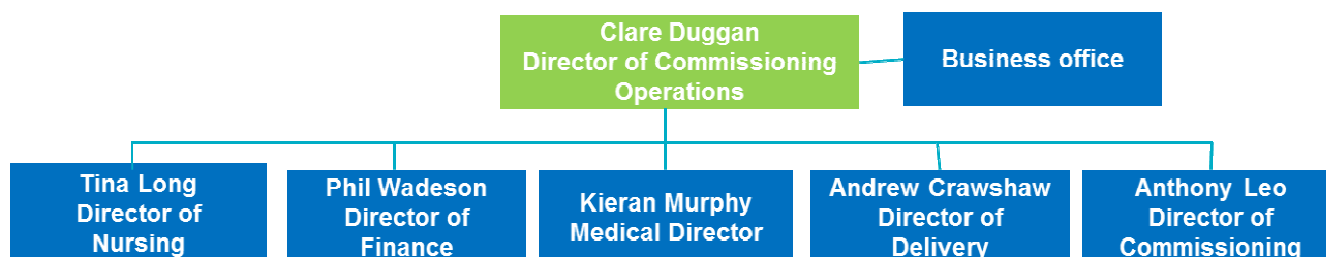 Clare Duggan
Director of Commissioning
Operations
Business office
Tina Long
Director of
Nursing
Phil Wadeson
Director of
Finance
Kieran Murphy
Medical Director
Andrew Crawshaw
Director of
Delivery
Anthony Leo
Director of
Commissioning